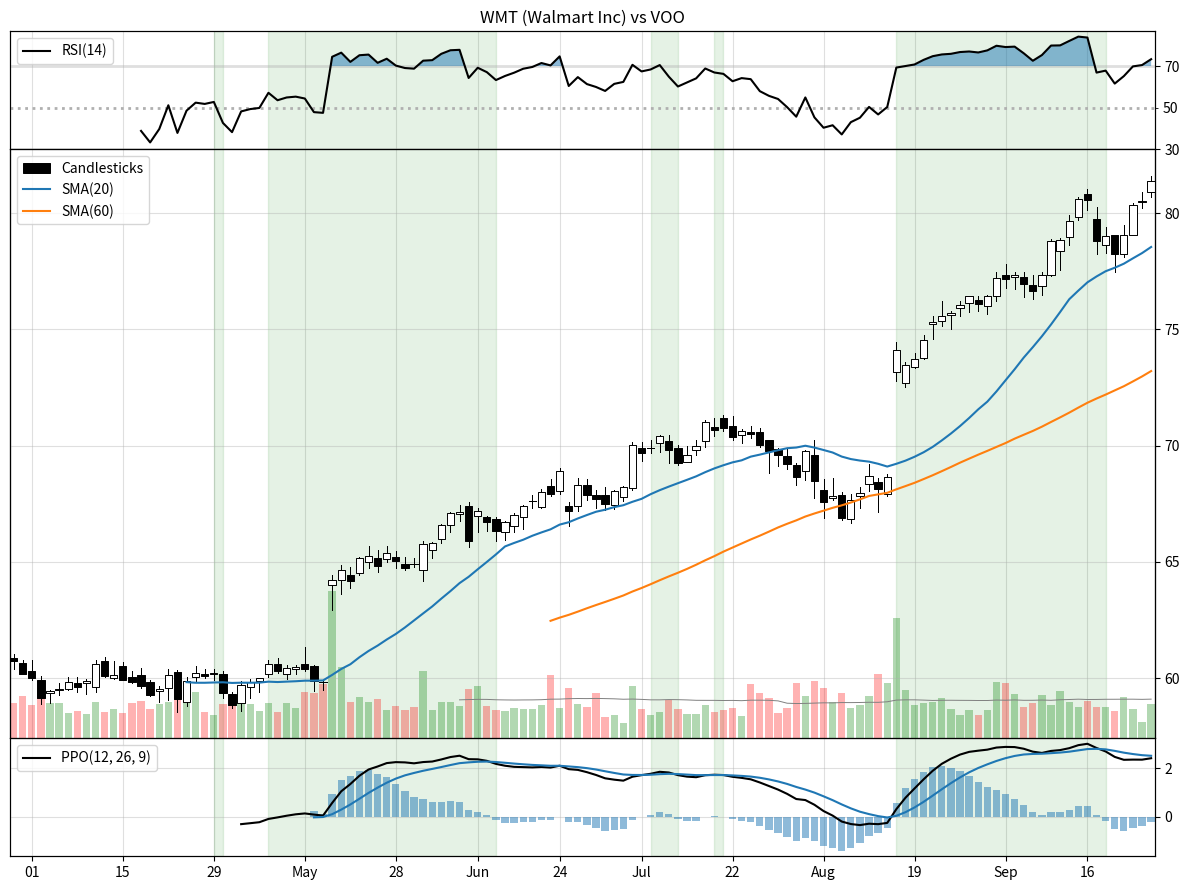 WMT (Walmart Inc) vs VOO
RSI(14)
70
50
30
Candlesticks
SMA(20)
SMA(60)
80
75
70
65
60
PPO(12, 26, 9)
2
0
01 15 29 May 28 Jun 24 Jul 22 Aug 19 Sep 16